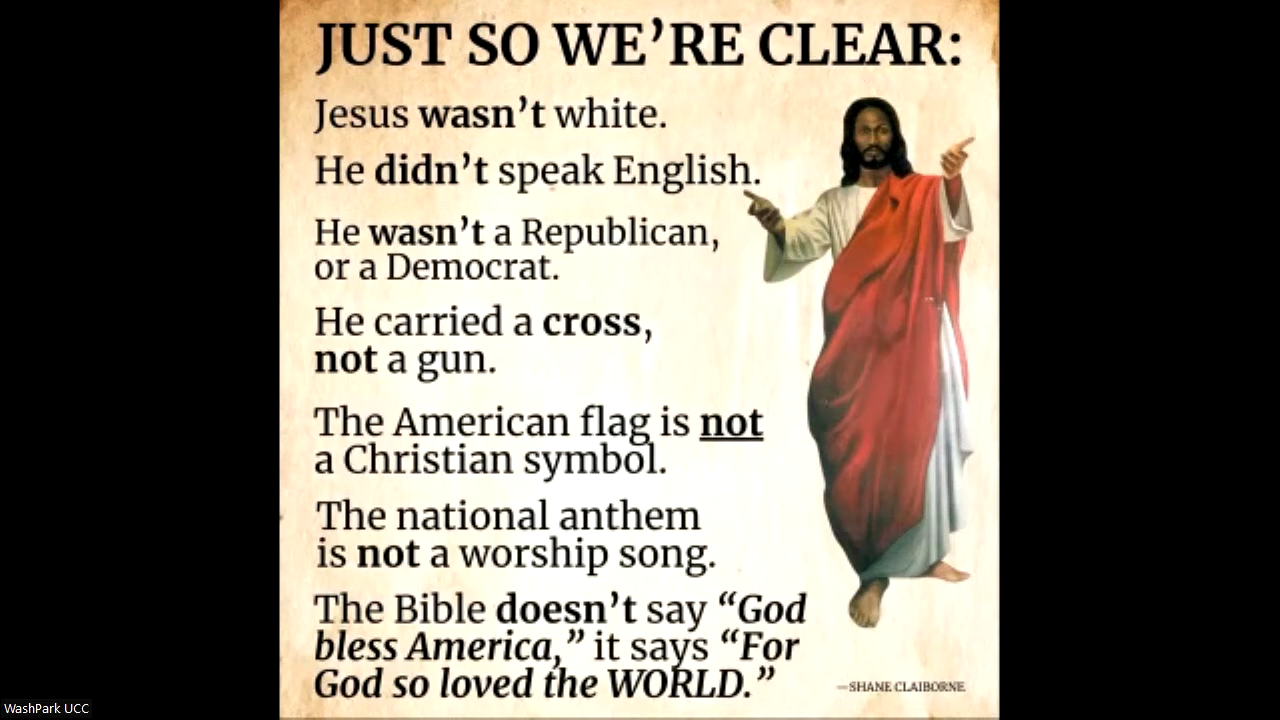 JUST SO WE’RE CLEAR:
Jesus wasn’t white.
He didn’t speak English.
He wasn’t a Republican,
or a Democrat.
He carried a cross,
not a gun.
The American flag is not
a Christian symbol.
The national anthem
is not a worship song.
The Bible doesn’t say “God
bless America,” it says “For
God so loved the WORLD.”
—SHANE CLAIBORNE
WashPark UCC